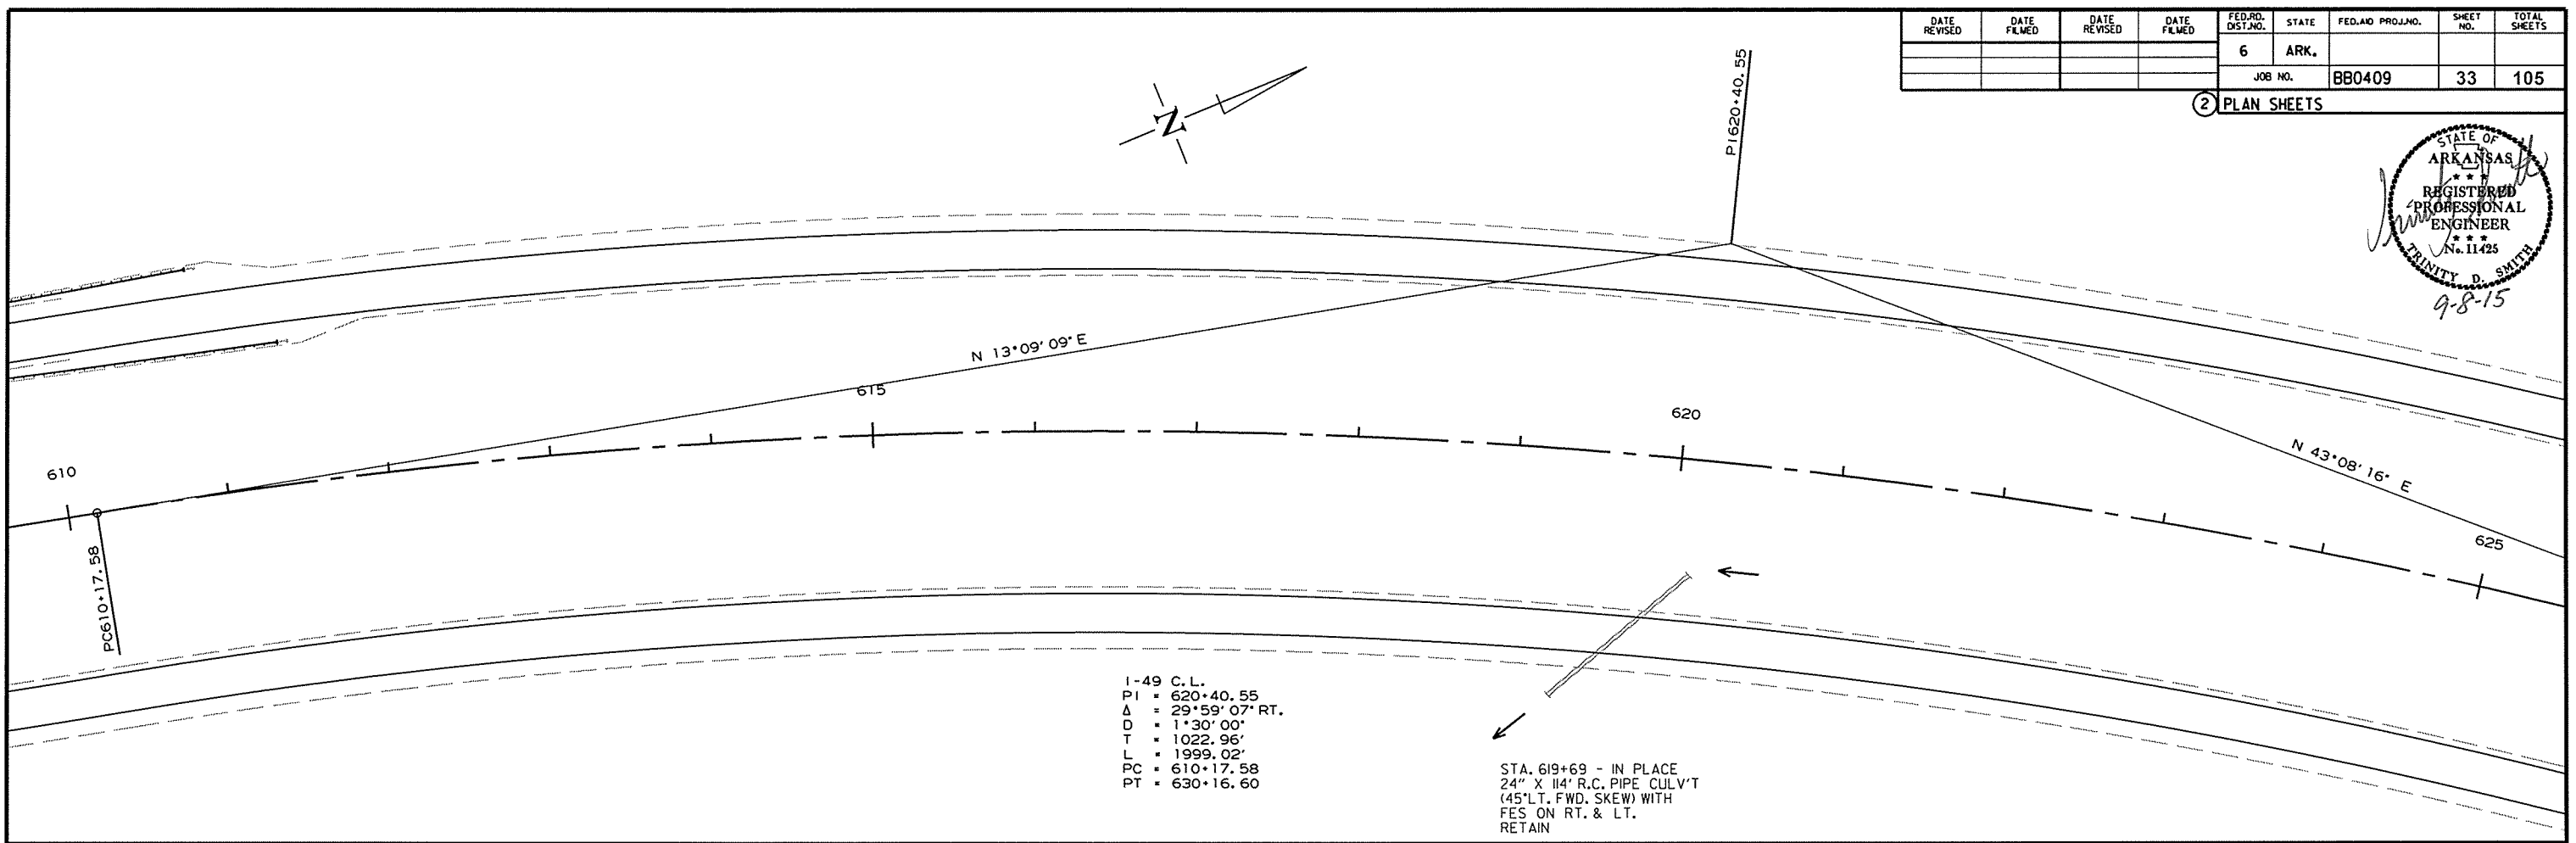 DATE REVISED
DATE FILMED
DATE REVISED
DATE FILMED
FED.RD. DIST.NO.
STATE
FED.AID PROJ.NO.
SHEET NO.
TOTAL SHEETS
6 ARK.
JOB NO. BB0409 33 105
2 PLAN SHEETS
STATE OF
ARKANSAS
★ ★ ★
REGISTERED
PROFESSIONAL
ENGINEER
★ ★ ★
No. 11425
TRINITY D. SMITH
9-8-15
N
PI620+40.55
N 13°09'09" E
615
620
610
N 43°08'16" E
625
PC610+17.58
I-49 C.L.
PI = 620+40.55
Δ = 29°59'07" RT.
D = 1°30'00"
T = 1022.96'
L = 1999.02'
PC = 610+17.58
PT = 630+16.60
STA. 619+69 - IN PLACE
24" X 114' R.C. PIPE CULV'T
(45° LT. FWD. SKEW) WITH
FES ON RT. & LT.
RETAIN